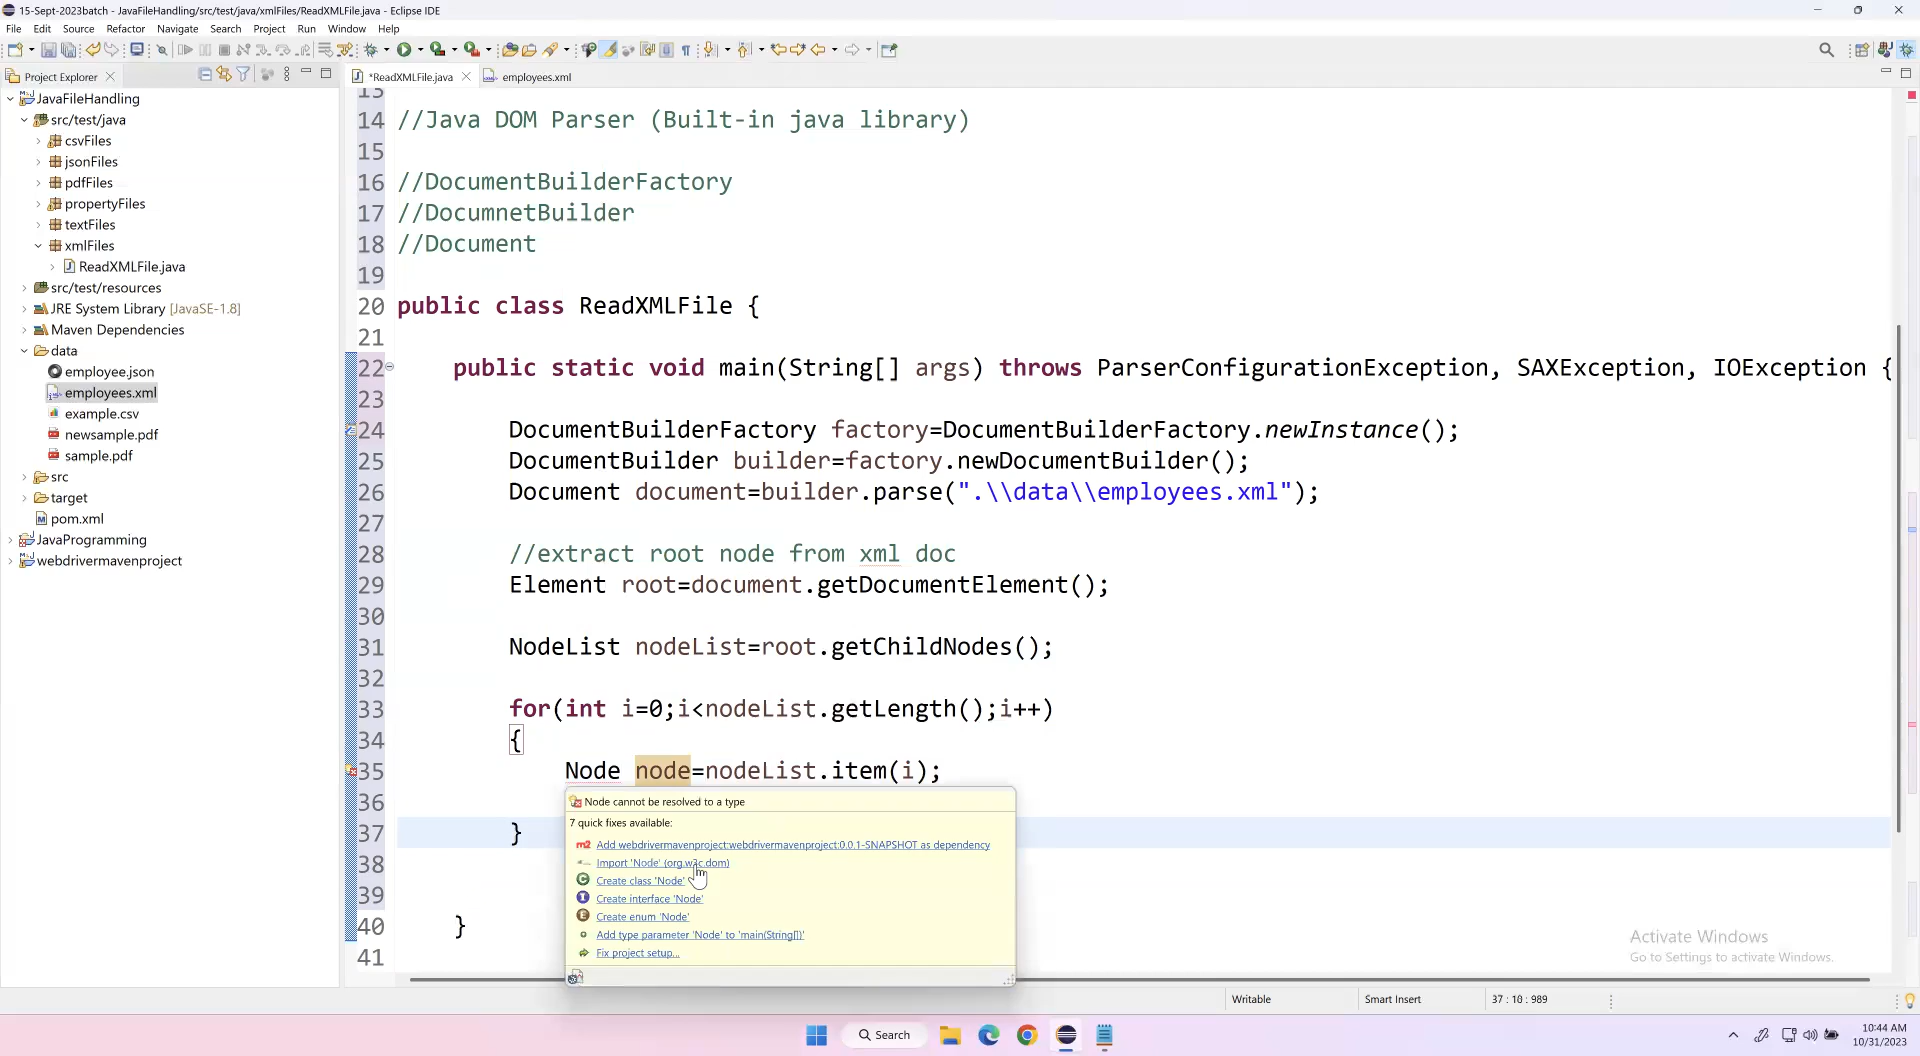 15-Sept-2023batch - JavaFileHandling/src/test/java/xmlFiles/ReadXMLFile.java - Eclipse IDE
File Edit Source Refactor Navigate Search Project Run Window Help
Project Explorer
*ReadXMLFile.java
employees.xml
JavaFileHandling
src/test/java
csvFiles
jsonFiles
pdfFiles
propertyFiles
textFiles
xmlFiles
ReadXMLFile.java
src/test/resources
JRE System Library [JavaSE-1.8]
Maven Dependencies
data
employee.json
employees.xml
example.csv
newsample.pdf
sample.pdf
src
target
pom.xml
JavaProgramming
webdrivermavenproject
13
14 //Java DOM Parser (Built-in java library)
15
16 //DocumentBuilderFactory
17 //DocumnetBuilder
18 //Document
19
20 public class ReadXMLFile {
21
22 public static void main(String[] args) throws ParserConfigurationException, SAXException, IOException {
23
24 DocumentBuilderFactory factory=DocumentBuilderFactory.newInstance();
25 DocumentBuilder builder=factory.newDocumentBuilder();
26 Document document=builder.parse(".\\data\\employees.xml");
27
28 //extract root node from xml doc
29 Element root=document.getDocumentElement();
30
31 NodeList nodeList=root.getChildNodes();
32
33 for(int i=0;i<nodeList.getLength();i++)
34 {
35 Node node=nodeList.item(i);
36
37 }
38
39
40 }
41
Node cannot be resolved to a type
7 quick fixes available:
Add webdrivermavenproject:webdrivermavenproject:0.0.1-SNAPSHOT as dependency
Import 'Node' (org.w3c.dom)
Create class 'Node'
Create interface 'Node'
Create enum 'Node'
Add type parameter 'Node' to 'main(String[])'
Fix project setup...
Activate Windows
Go to Settings to activate Windows.
Writable
Smart Insert
37 : 10 : 989
Search
10:44 AM
10/31/2023